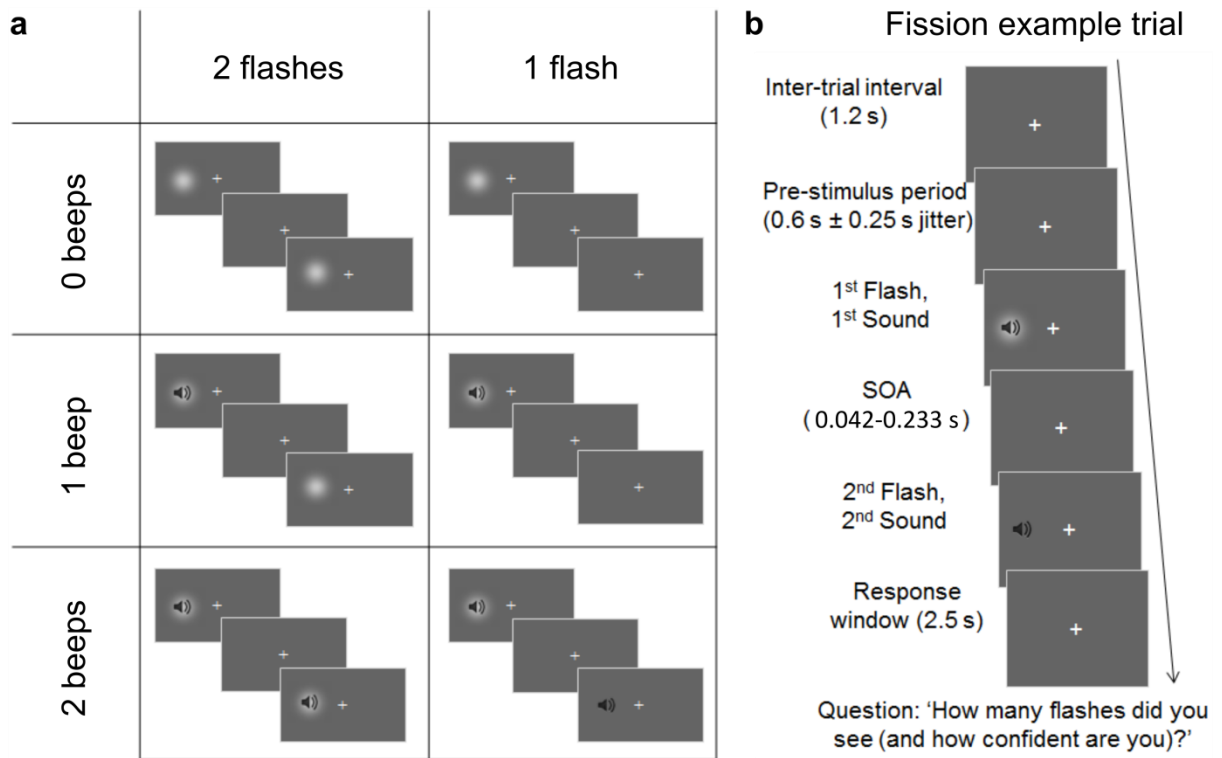 a
2 flashes
1 flash
0 beeps
1 beep
2 beeps
b
Fission example trial
Inter-trial interval
(1.2 s)
Pre-stimulus period
(0.6 s ± 0.25 s jitter)
1st Flash,
1st Sound
SOA
( 0.042-0.233 s )
2nd Flash,
2nd Sound
Response
window (2.5 s)
Question: ‘How many flashes did you
see (and how confident are you)?’